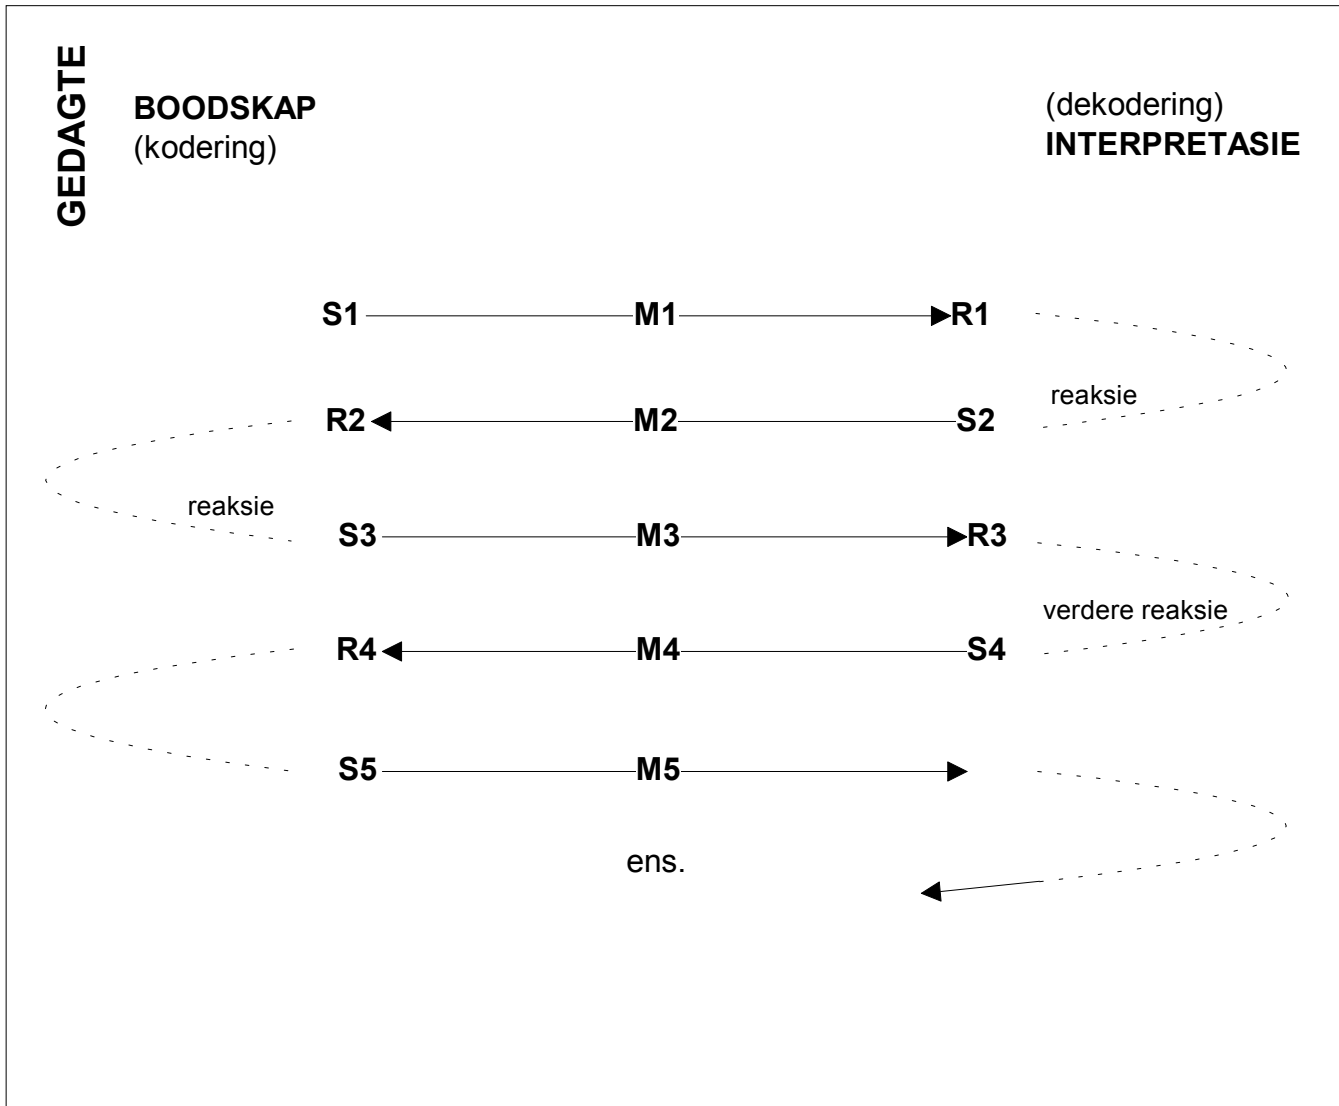 GEDAGTE
BOODSKAP
(kodering)
(dekodering)
INTERPRETASIE
S1 M1 R1
reaksie
R2 M2 S2
reaksie
S3 M3 R3
verdere reaksie
R4 M4 S4
S5 M5
ens.